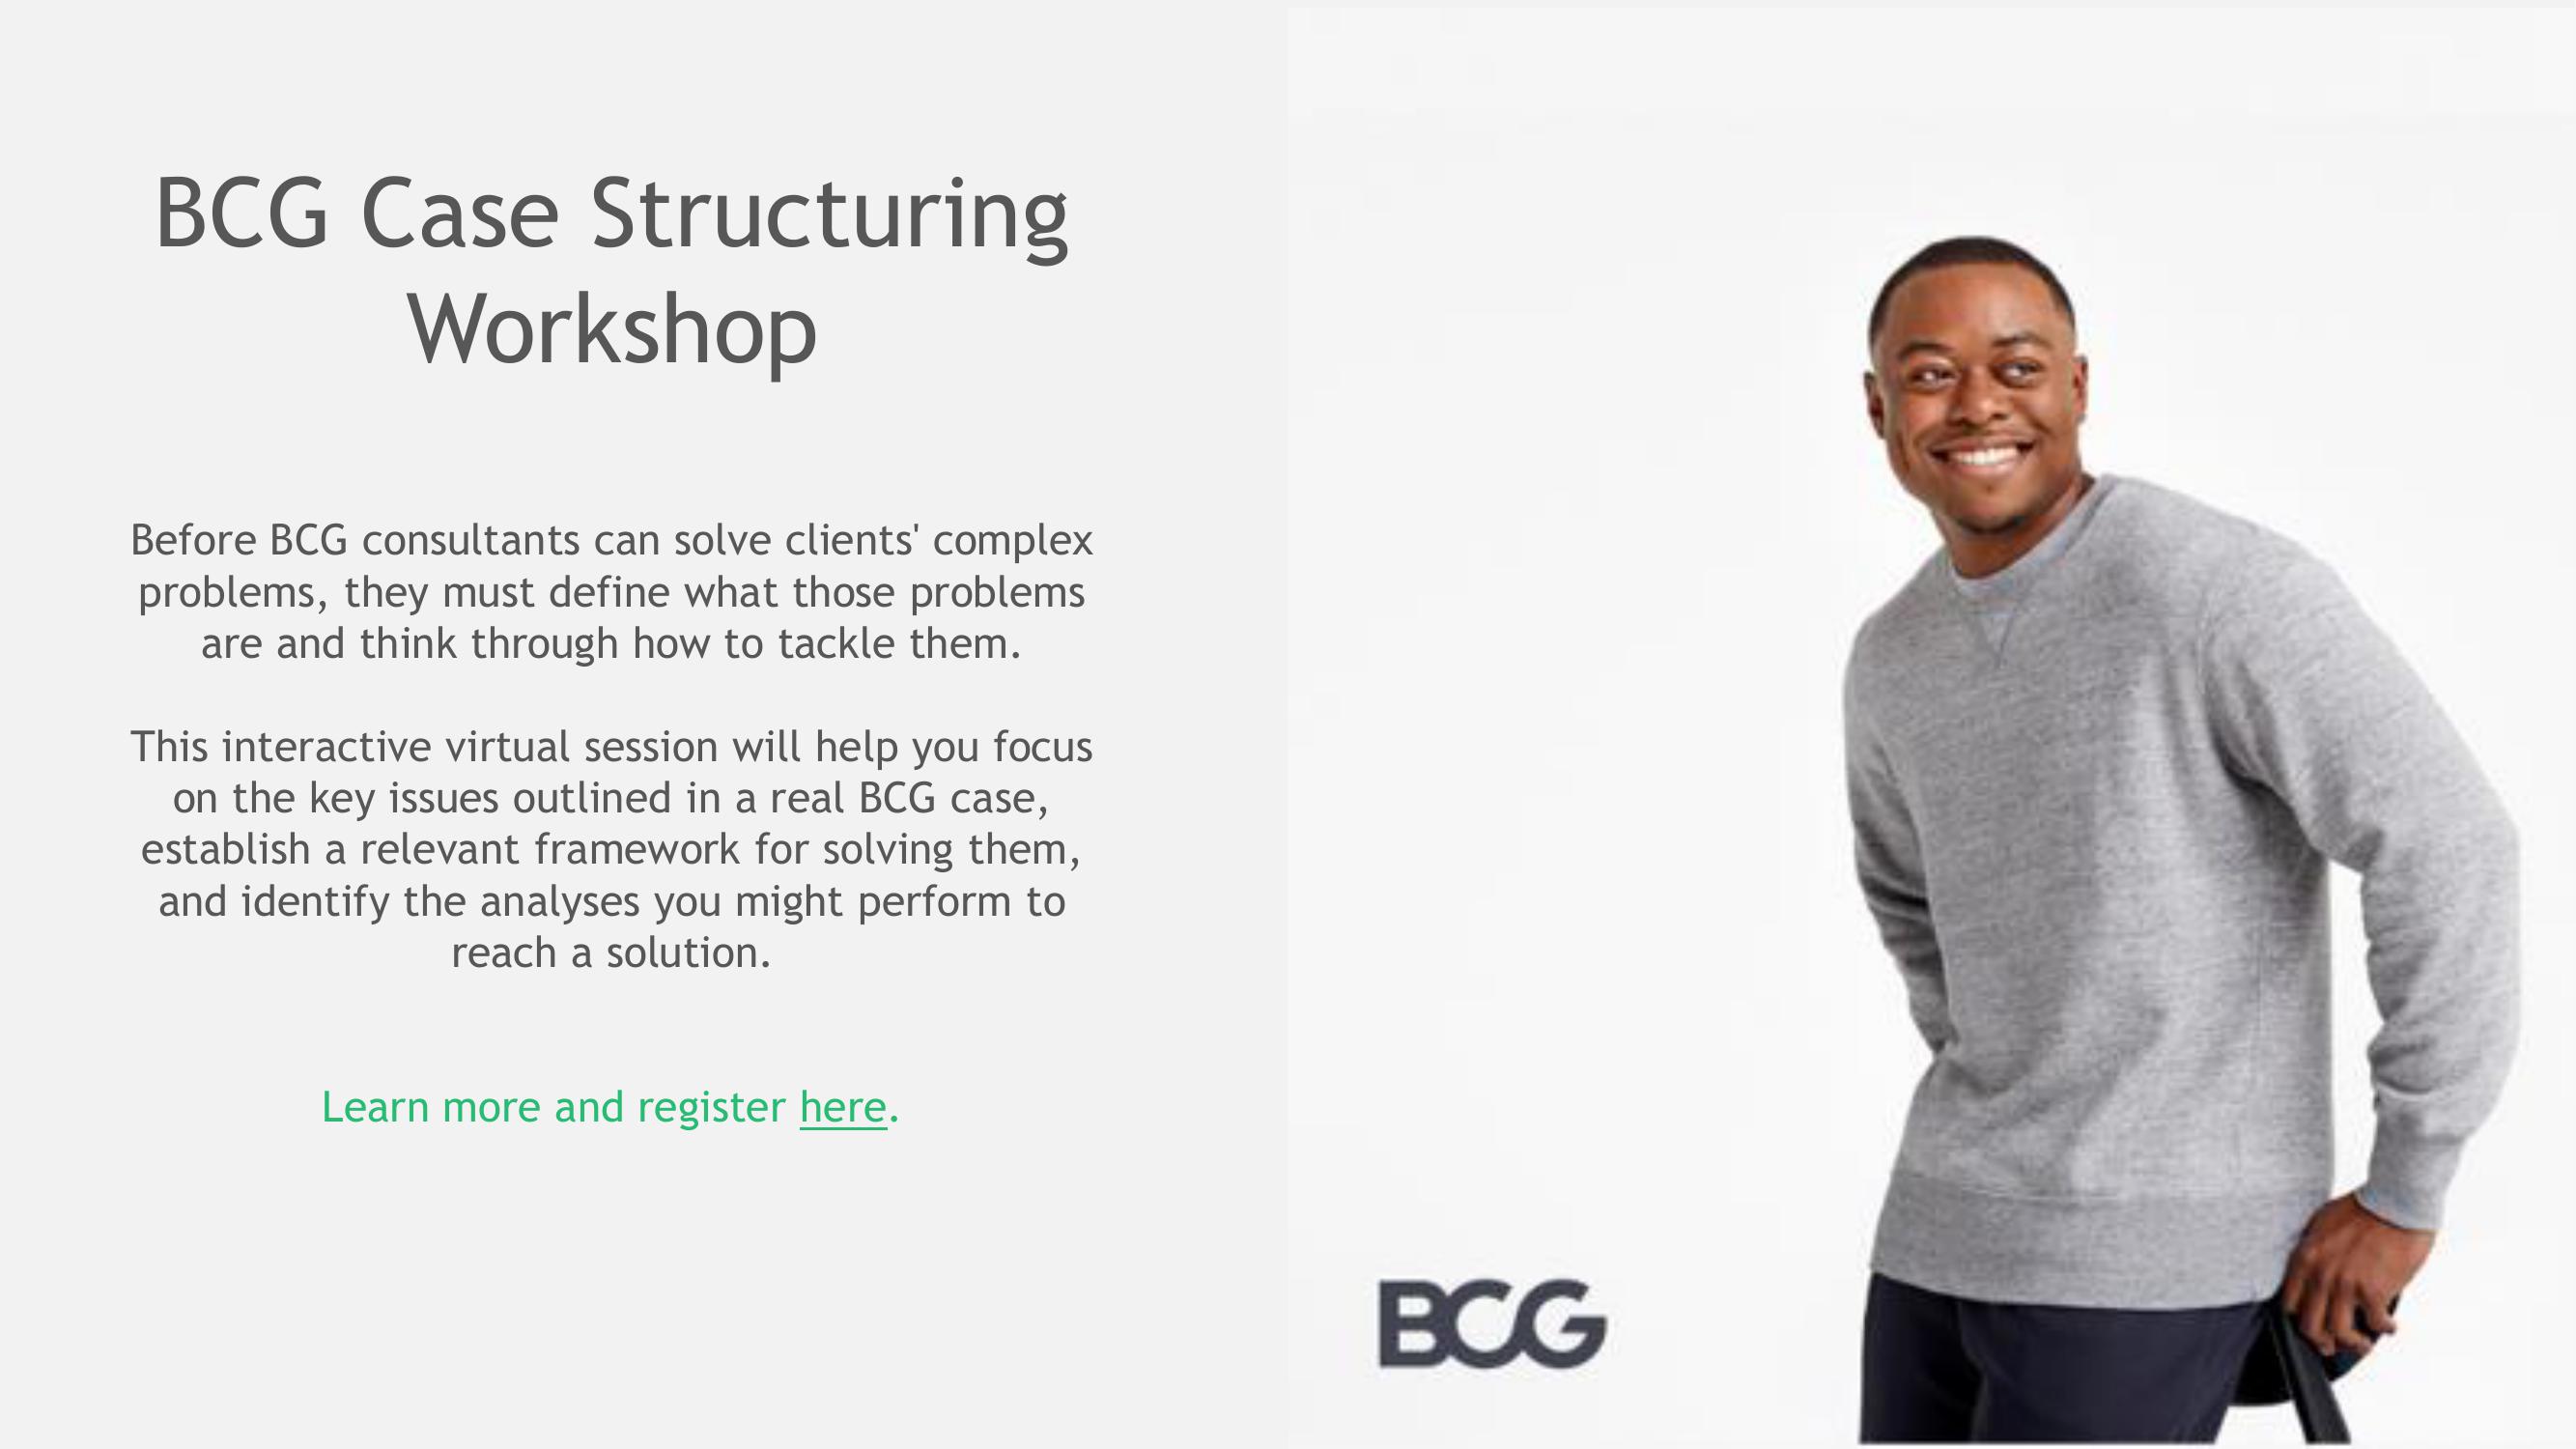 BCG Case Structuring
Workshop
Before BCG consultants can solve clients' complex
problems, they must define what those problems
are and think through how to tackle them.
This interactive virtual session will help you focus
on the key issues outlined in a real BCG case,
establish a relevant framework for solving them,
and identify the analyses you might perform to
reach a solution.
Learn more and register here.
BCG